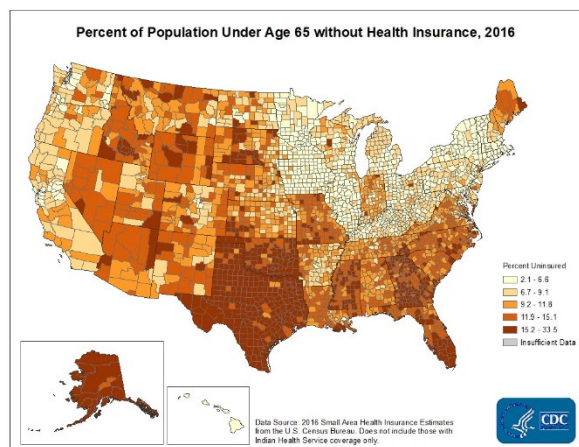 Percent of Population Under Age 65 without Health Insurance, 2016
Percent Uninsured
2.1 - 6.6
6.7 - 9.1
9.2 - 11.8
11.9 - 15.1
15.2 - 33.5
Insufficient Data
Data Source: 2016 Small Area Health Insurance Estimates
from the U.S. Census Bureau. Does not include those with
Indian Health Service coverage only.
CDC